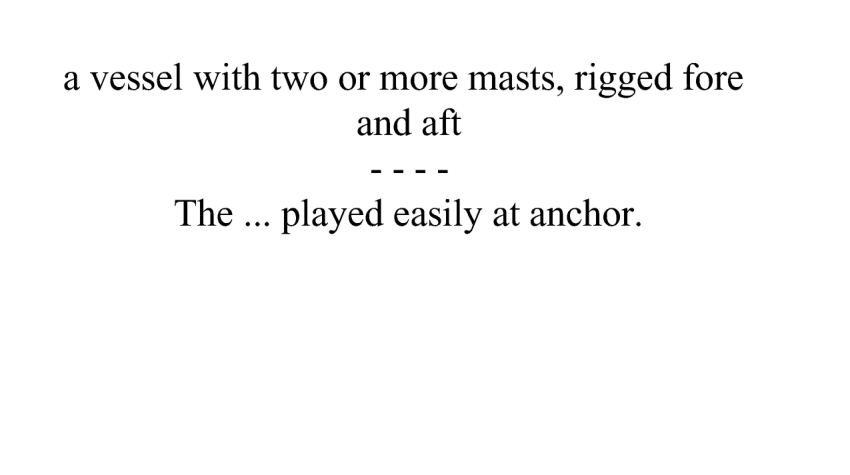 a vessel with two or more masts, rigged fore
and aft
- - - -
The ... played easily at anchor.